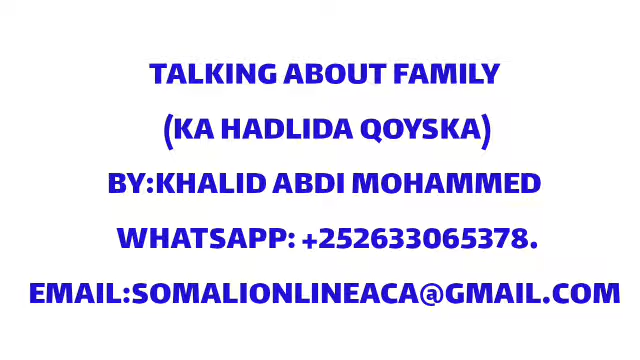 TALKING ABOUT FAMILY
(KA HADLIDA QOYSKA)
BY:KHALID ABDI MOHAMMED
WHATSAPP: +252633065378.
EMAIL:SOMALIONLINEACA@GMAIL.COM